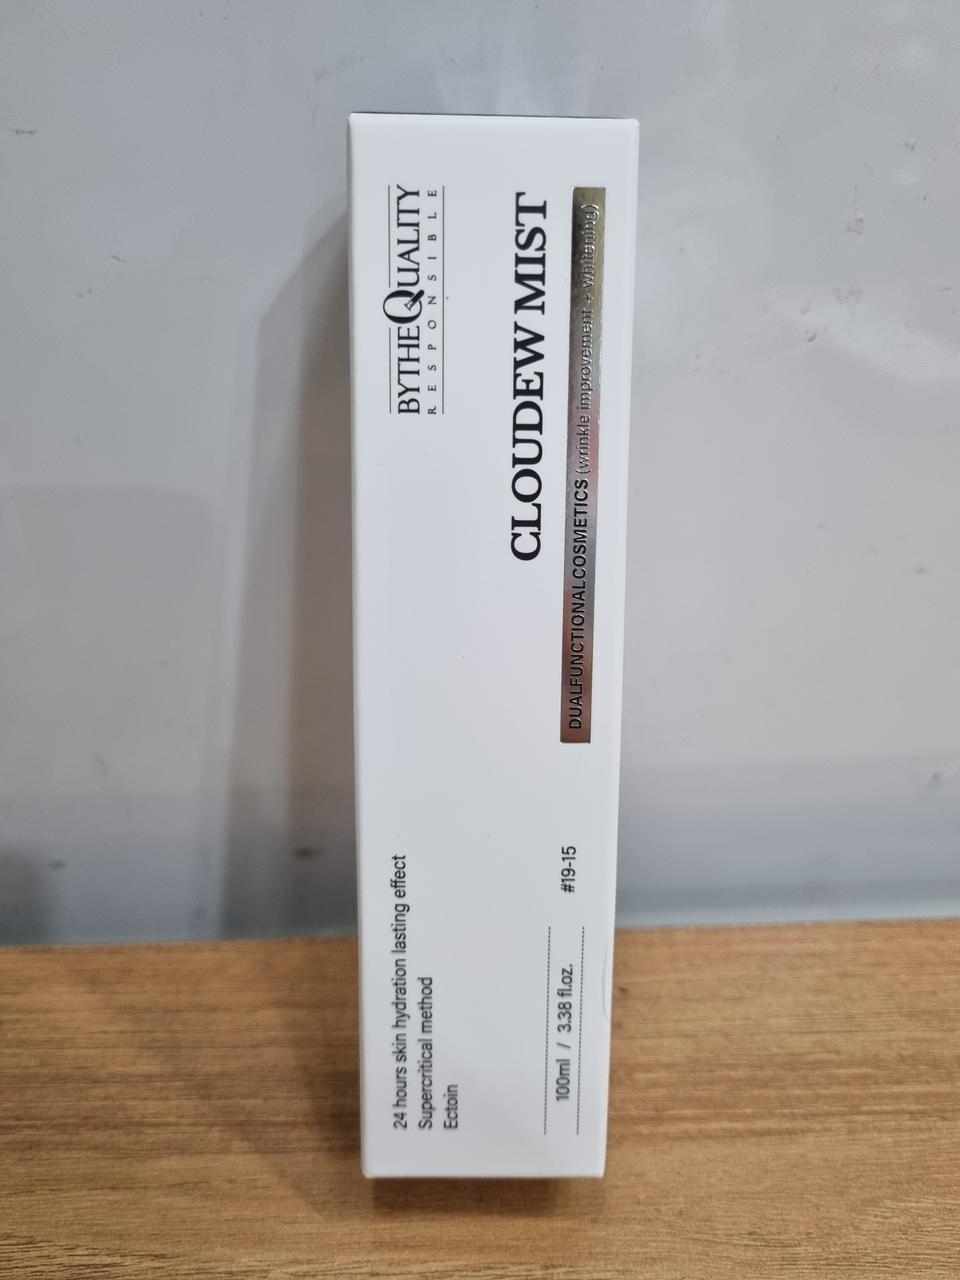 BYTHEQUALITY
RESPONSIBLE
CLOUDEW MIST
DUALFUNCTIONALCOSMETICS (wrinkle improvement + whitening)
24 hours skin hydration lasting effect
Supercritical method
Ectoin
#19-15
100ml / 3.38 fl.oz.